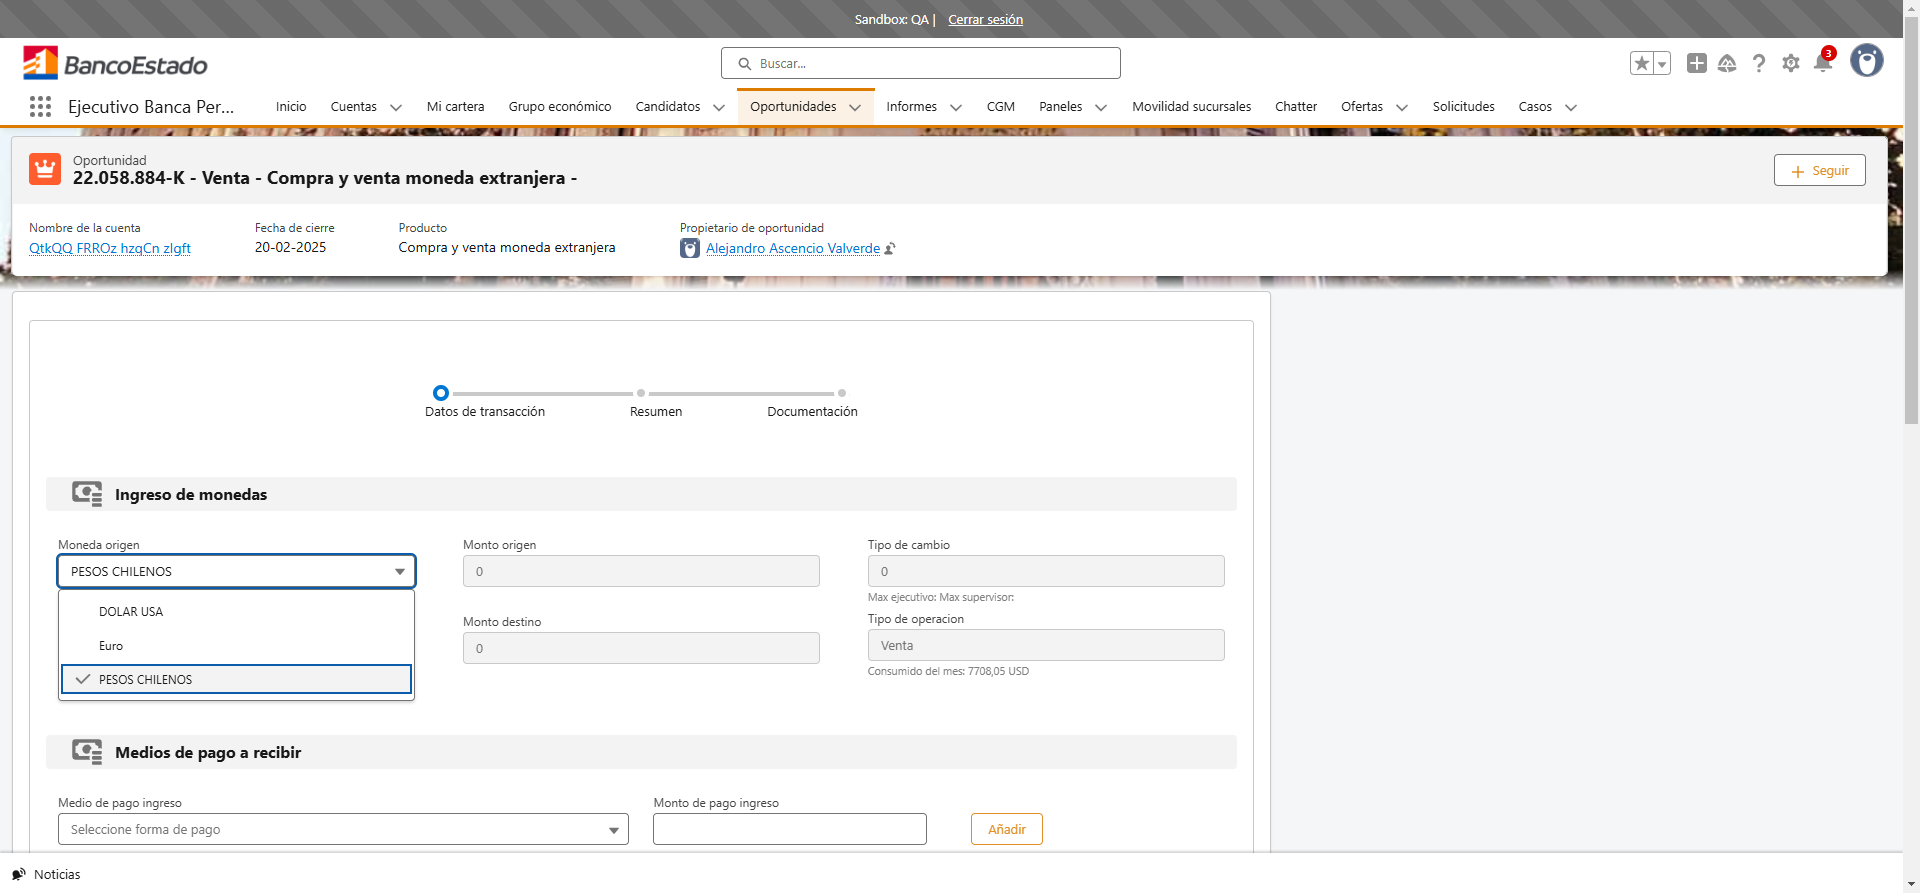 Sandbox: QA | Cerrar sesión
BancoEstado
Buscar...
3
Ejecutivo Banca Per...
Inicio
Cuentas
Mi cartera
Grupo económico
Candidatos
Oportunidades
Informes
CGM
Paneles
Movilidad sucursales
Chatter
Ofertas
Solicitudes
Casos
Oportunidad
22.058.884-K - Venta - Compra y venta moneda extranjera -
Seguir
Nombre de la cuenta
QtkQQ FRROz hzqCn zlgft
Fecha de cierre
20-02-2025
Producto
Compra y venta moneda extranjera
Propietario de oportunidad
Alejandro Ascencio Valverde
Datos de transacción
Resumen
Documentación
Ingreso de monedas
Moneda origen
PESOS CHILENOS
DOLAR USA
Euro
PESOS CHILENOS
Monto origen
0
Monto destino
0
Tipo de cambio
0
Max ejecutivo: Max supervisor:
Tipo de operacion
Venta
Consumido del mes: 7708,05 USD
Medios de pago a recibir
Medio de pago ingreso
Seleccione forma de pago
Monto de pago ingreso
Añadir
Noticias